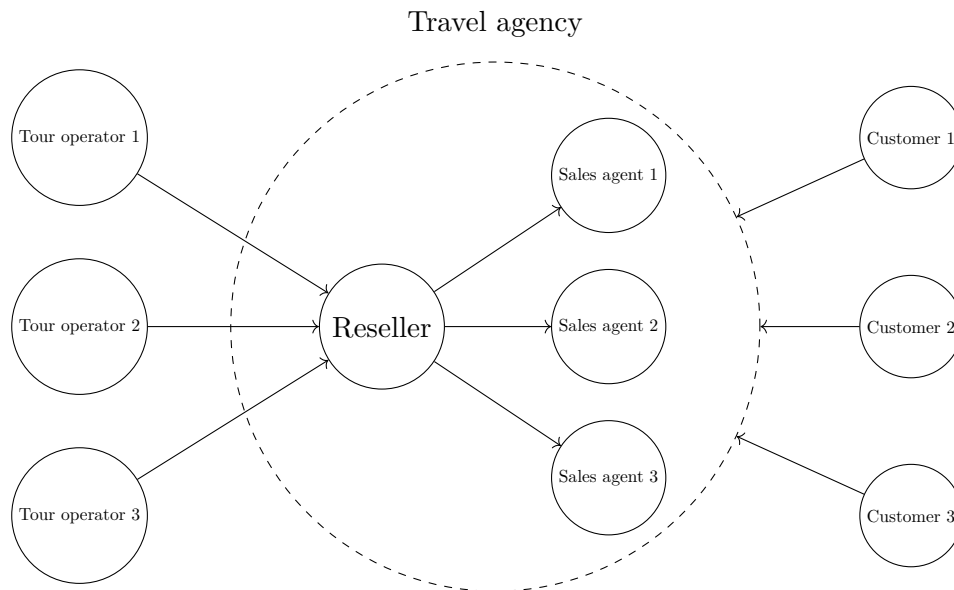 Travel agency
Tour operator 1
Customer 1
Sales agent 1
Tour operator 2
Reseller
Sales agent 2
Customer 2
Sales agent 3
Tour operator 3
Customer 3